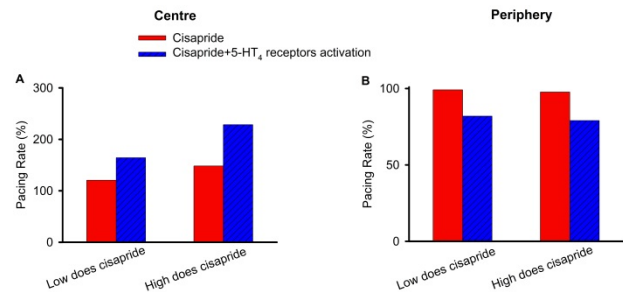 Centre
Periphery
Cisapride
Cisapride+5-HT4 receptors activation
A
300
200
100
0
Pacing Rate (%)
Low does cisapride
High does cisapride
B
100
50
0
Pacing Rate (%)
Low does cisapride
High does cisapride